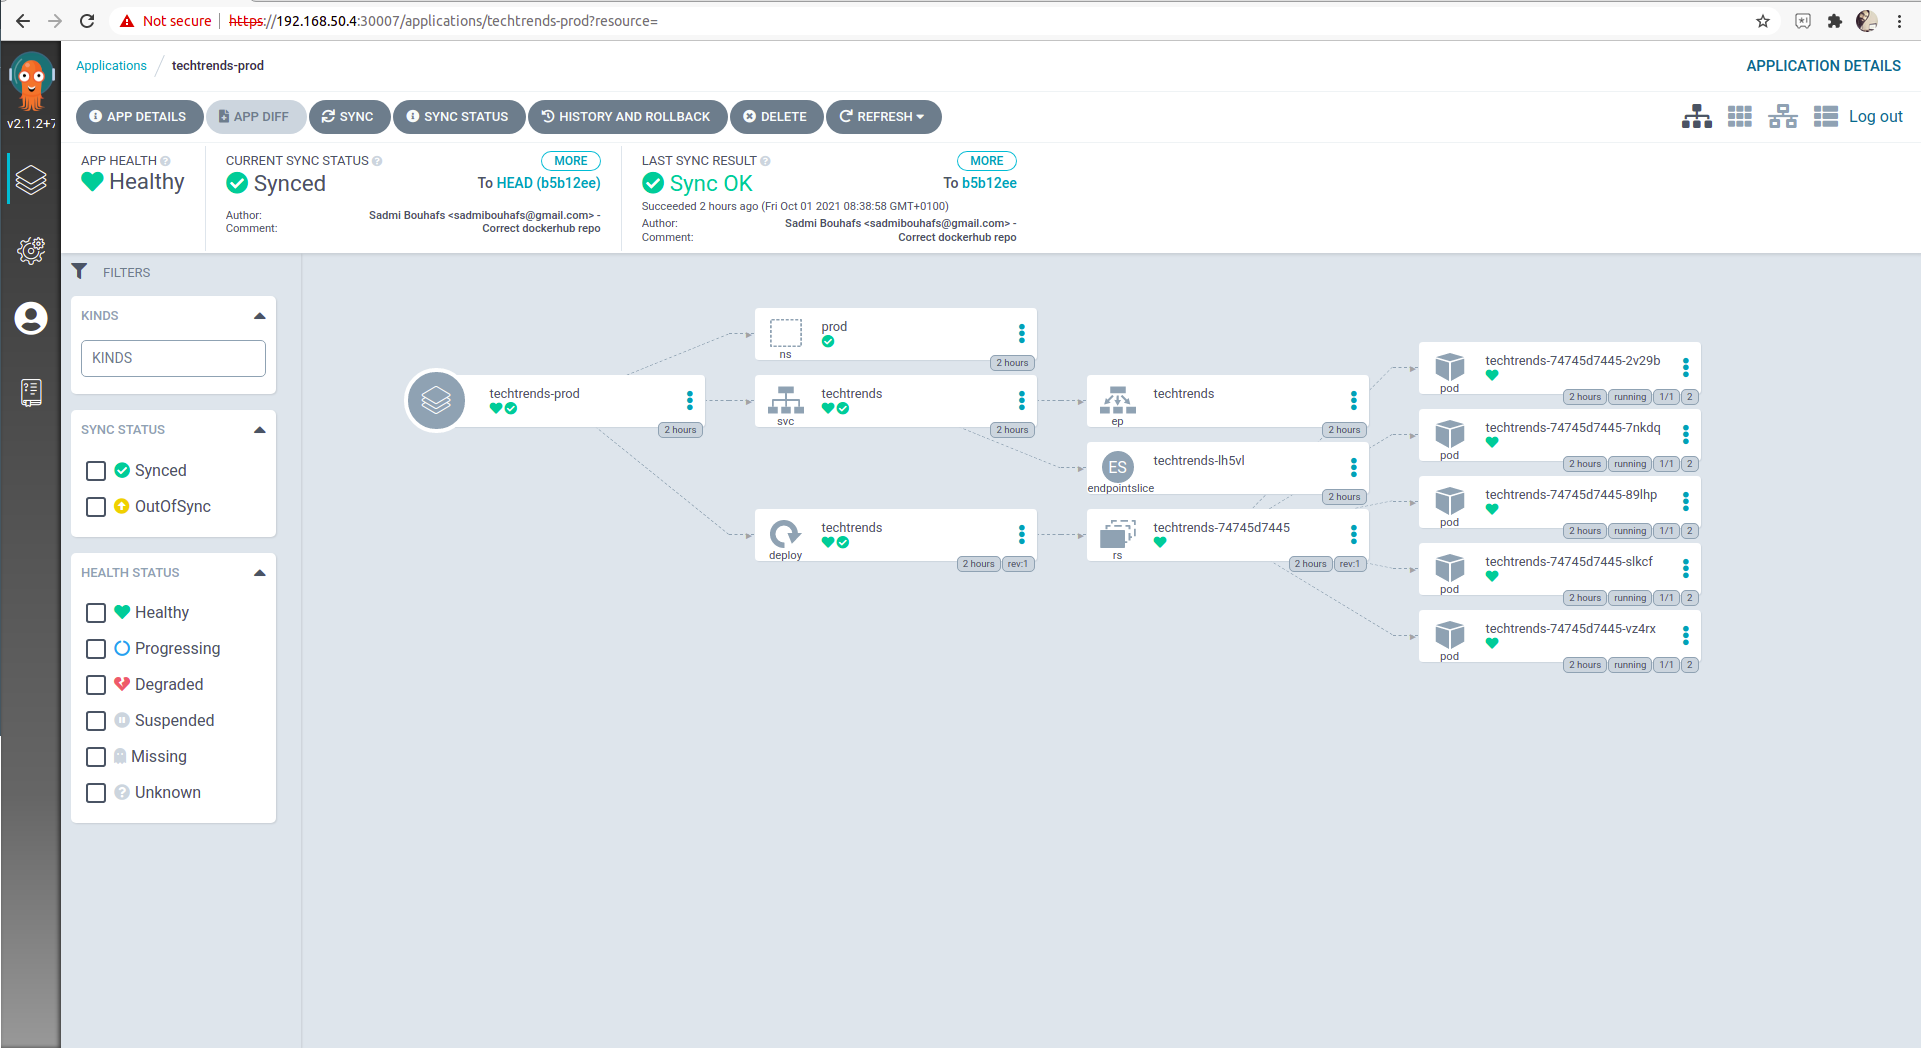 Not secure
https://192.168.50.4:30007/applications/techtrends-prod?resource=
v2.1.2+7
Applications
techtrends-prod
APPLICATION DETAILS
APP DETAILS
APP DIFF
SYNC
SYNC STATUS
HISTORY AND ROLLBACK
DELETE
REFRESH
Log out
APP HEALTH
Healthy
CURRENT SYNC STATUS
MORE
Synced
To HEAD (b5b12ee)
Author: Sadmi Bouhafs <sadmibouhafs@gmail.com> -
Comment: Correct dockerhub repo
LAST SYNC RESULT
MORE
Sync OK
To b5b12ee
Succeeded 2 hours ago (Fri Oct 01 2021 08:38:58 GMT+0100)
Author: Sadmi Bouhafs <sadmibouhafs@gmail.com> -
Comment: Correct dockerhub repo
FILTERS
KINDS
KINDS
SYNC STATUS
Synced
OutOfSync
HEALTH STATUS
Healthy
Progressing
Degraded
Suspended
Missing
Unknown
techtrends-prod
2 hours
prod
ns
2 hours
techtrends
svc
2 hours
techtrends
deploy
2 hours rev:1
techtrends
ep
2 hours
ES
techtrends-lh5vl
endpointslice
2 hours
techtrends-74745d7445
rs
2 hours rev:1
techtrends-74745d7445-2v29b
pod
2 hours running 1/1 2
techtrends-74745d7445-7nkdq
pod
2 hours running 1/1 2
techtrends-74745d7445-89lhp
pod
2 hours running 1/1 2
techtrends-74745d7445-slkcf
pod
2 hours running 1/1 2
techtrends-74745d7445-vz4rx
pod
2 hours running 1/1 2